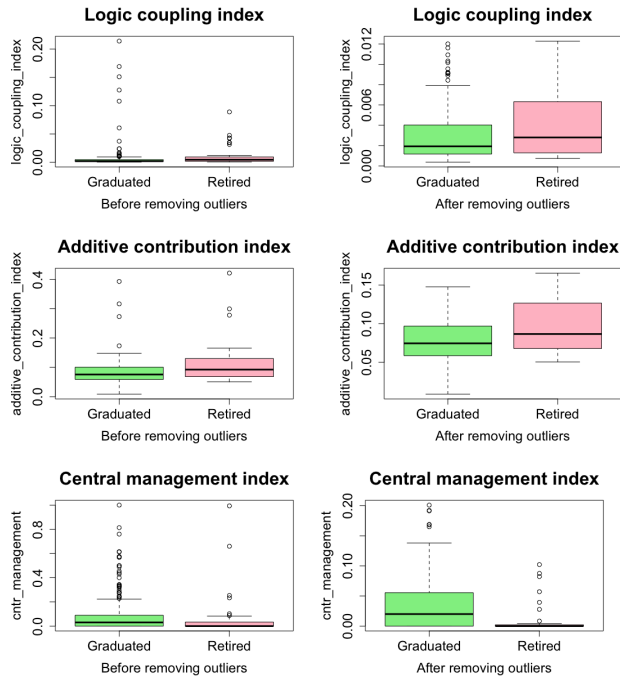 Logic coupling index
logic_coupling_index
0.00
0.10
0.20
Graduated
Retired
Before removing outliers
Logic coupling index
logic_coupling_index
0.000
0.006
0.012
Graduated
Retired
After removing outliers
Additive contribution index
additive_contribution_index
0.0
0.2
0.4
Graduated
Retired
Before removing outliers
Additive contribution index
additive_contribution_index
0.05
0.10
0.15
Graduated
Retired
After removing outliers
Central management index
cntr_management
0.0
0.4
0.8
Graduated
Retired
Before removing outliers
Central management index
cntr_management
0.00
0.10
0.20
Graduated
Retired
After removing outliers